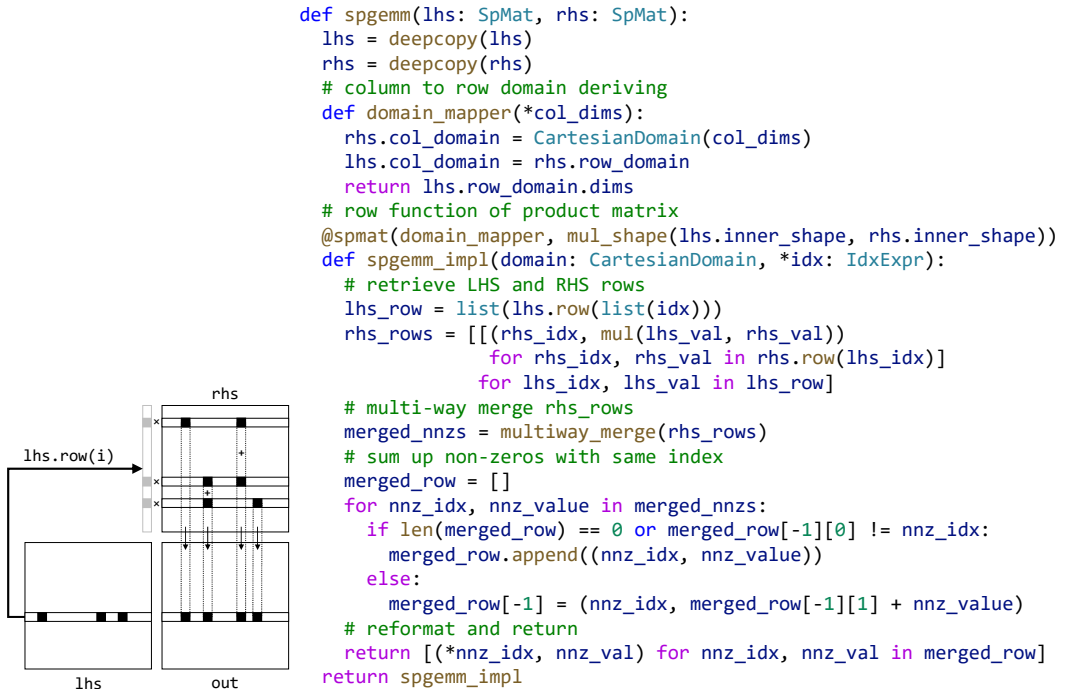 def spgemm(lhs: SpMat, rhs: SpMat):
  lhs = deepcopy(lhs)
  rhs = deepcopy(rhs)
  # column to row domain deriving
  def domain_mapper(*col_dims):
    rhs.col_domain = CartesianDomain(col_dims)
    lhs.col_domain = rhs.row_domain
    return lhs.row_domain.dims
  # row function of product matrix
  @spmat(domain_mapper, mul_shape(lhs.inner_shape, rhs.inner_shape))
  def spgemm_impl(domain: CartesianDomain, *idx: IdxExpr):
    # retrieve LHS and RHS rows
    lhs_row = list(lhs.row(list(idx)))
    rhs_rows = [[(rhs_idx, mul(lhs_val, rhs_val))
                for rhs_idx, rhs_val in rhs.row(lhs_idx)]
               for lhs_idx, lhs_val in lhs_row]
    # multi-way merge rhs_rows
    merged_nnzs = multiway_merge(rhs_rows)
    # sum up non-zeros with same index
    merged_row = []
    for nnz_idx, nnz_value in merged_nnzs:
      if len(merged_row) == 0 or merged_row[-1][0] != nnz_idx:
        merged_row.append((nnz_idx, nnz_value))
      else:
        merged_row[-1] = (nnz_idx, merged_row[-1][1] + nnz_value)
    # reformat and return
    return [(*nnz_idx, nnz_val) for nnz_idx, nnz_val in merged_row]
  return spgemm_impl
rhs
×
+
lhs.row(i)
×
+
×
lhs
out